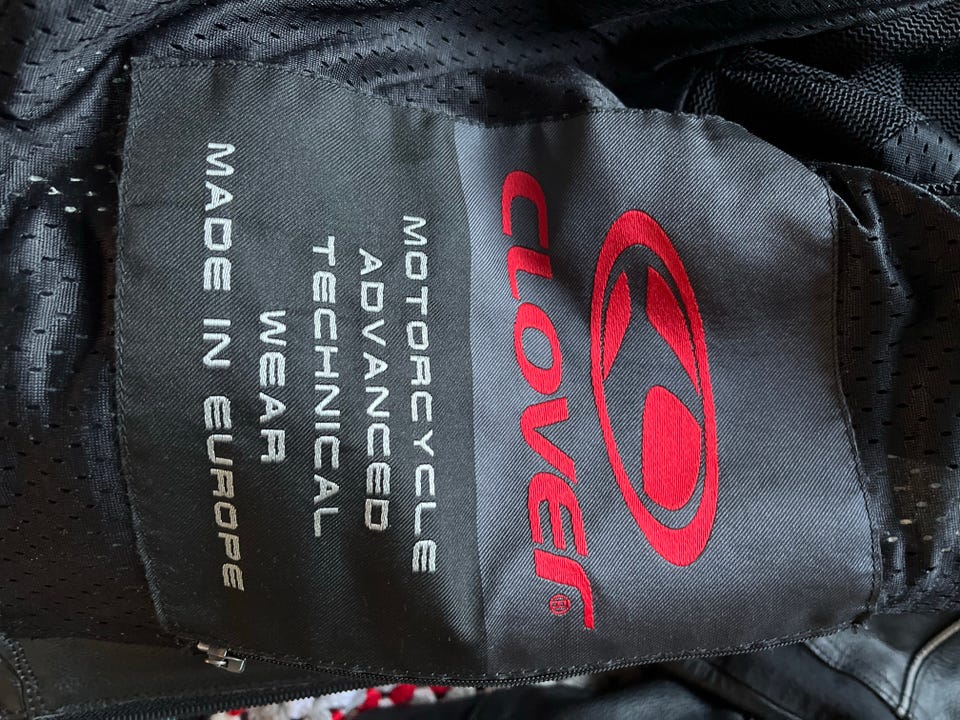 CLOVER®
MOTORCYCLE
ADVANCED
TECHNICAL
WEAR
MADE IN EUROPE